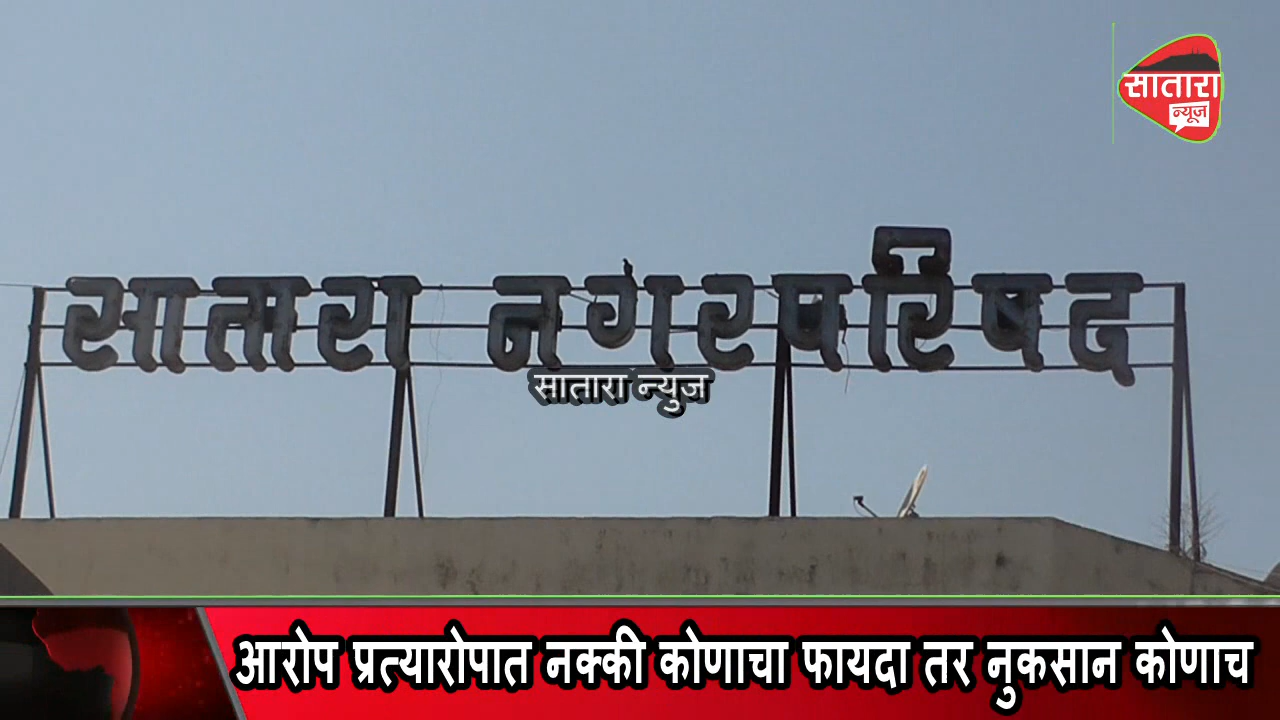 सातारा
न्यूज
सातारा नगरपरिषद
सातारा न्युज
आरोप प्रत्यारोपात नक्की कोणाचा फायदा तर नुकसान कोणाच